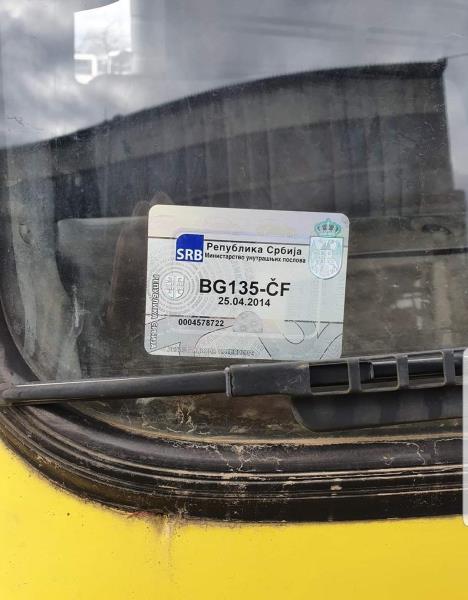 SRB
Република Србија
Министарство унутрашњих послова
BG135-ČF
25.04.2014
0004578722